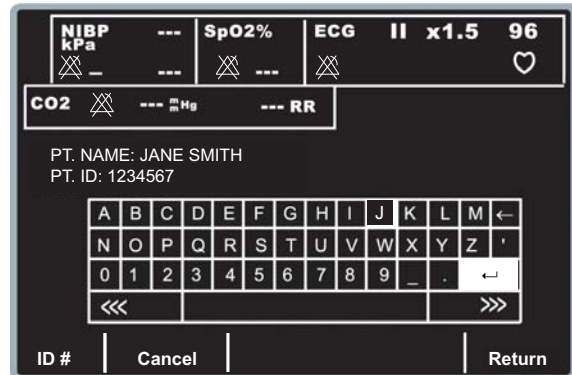 NIBP --- SpO2% ECG II x1.5 96
kPa
– --- ---
CO2 --- mmHg --- RR
PT. NAME: JANE SMITH
PT. ID: 1234567
A B C D E F G H I J K L M ←
N O P Q R S T U V W X Y Z '
0 1 2 3 4 5 6 7 8 9 _ . ↵
<<< >>>
ID # Cancel Return